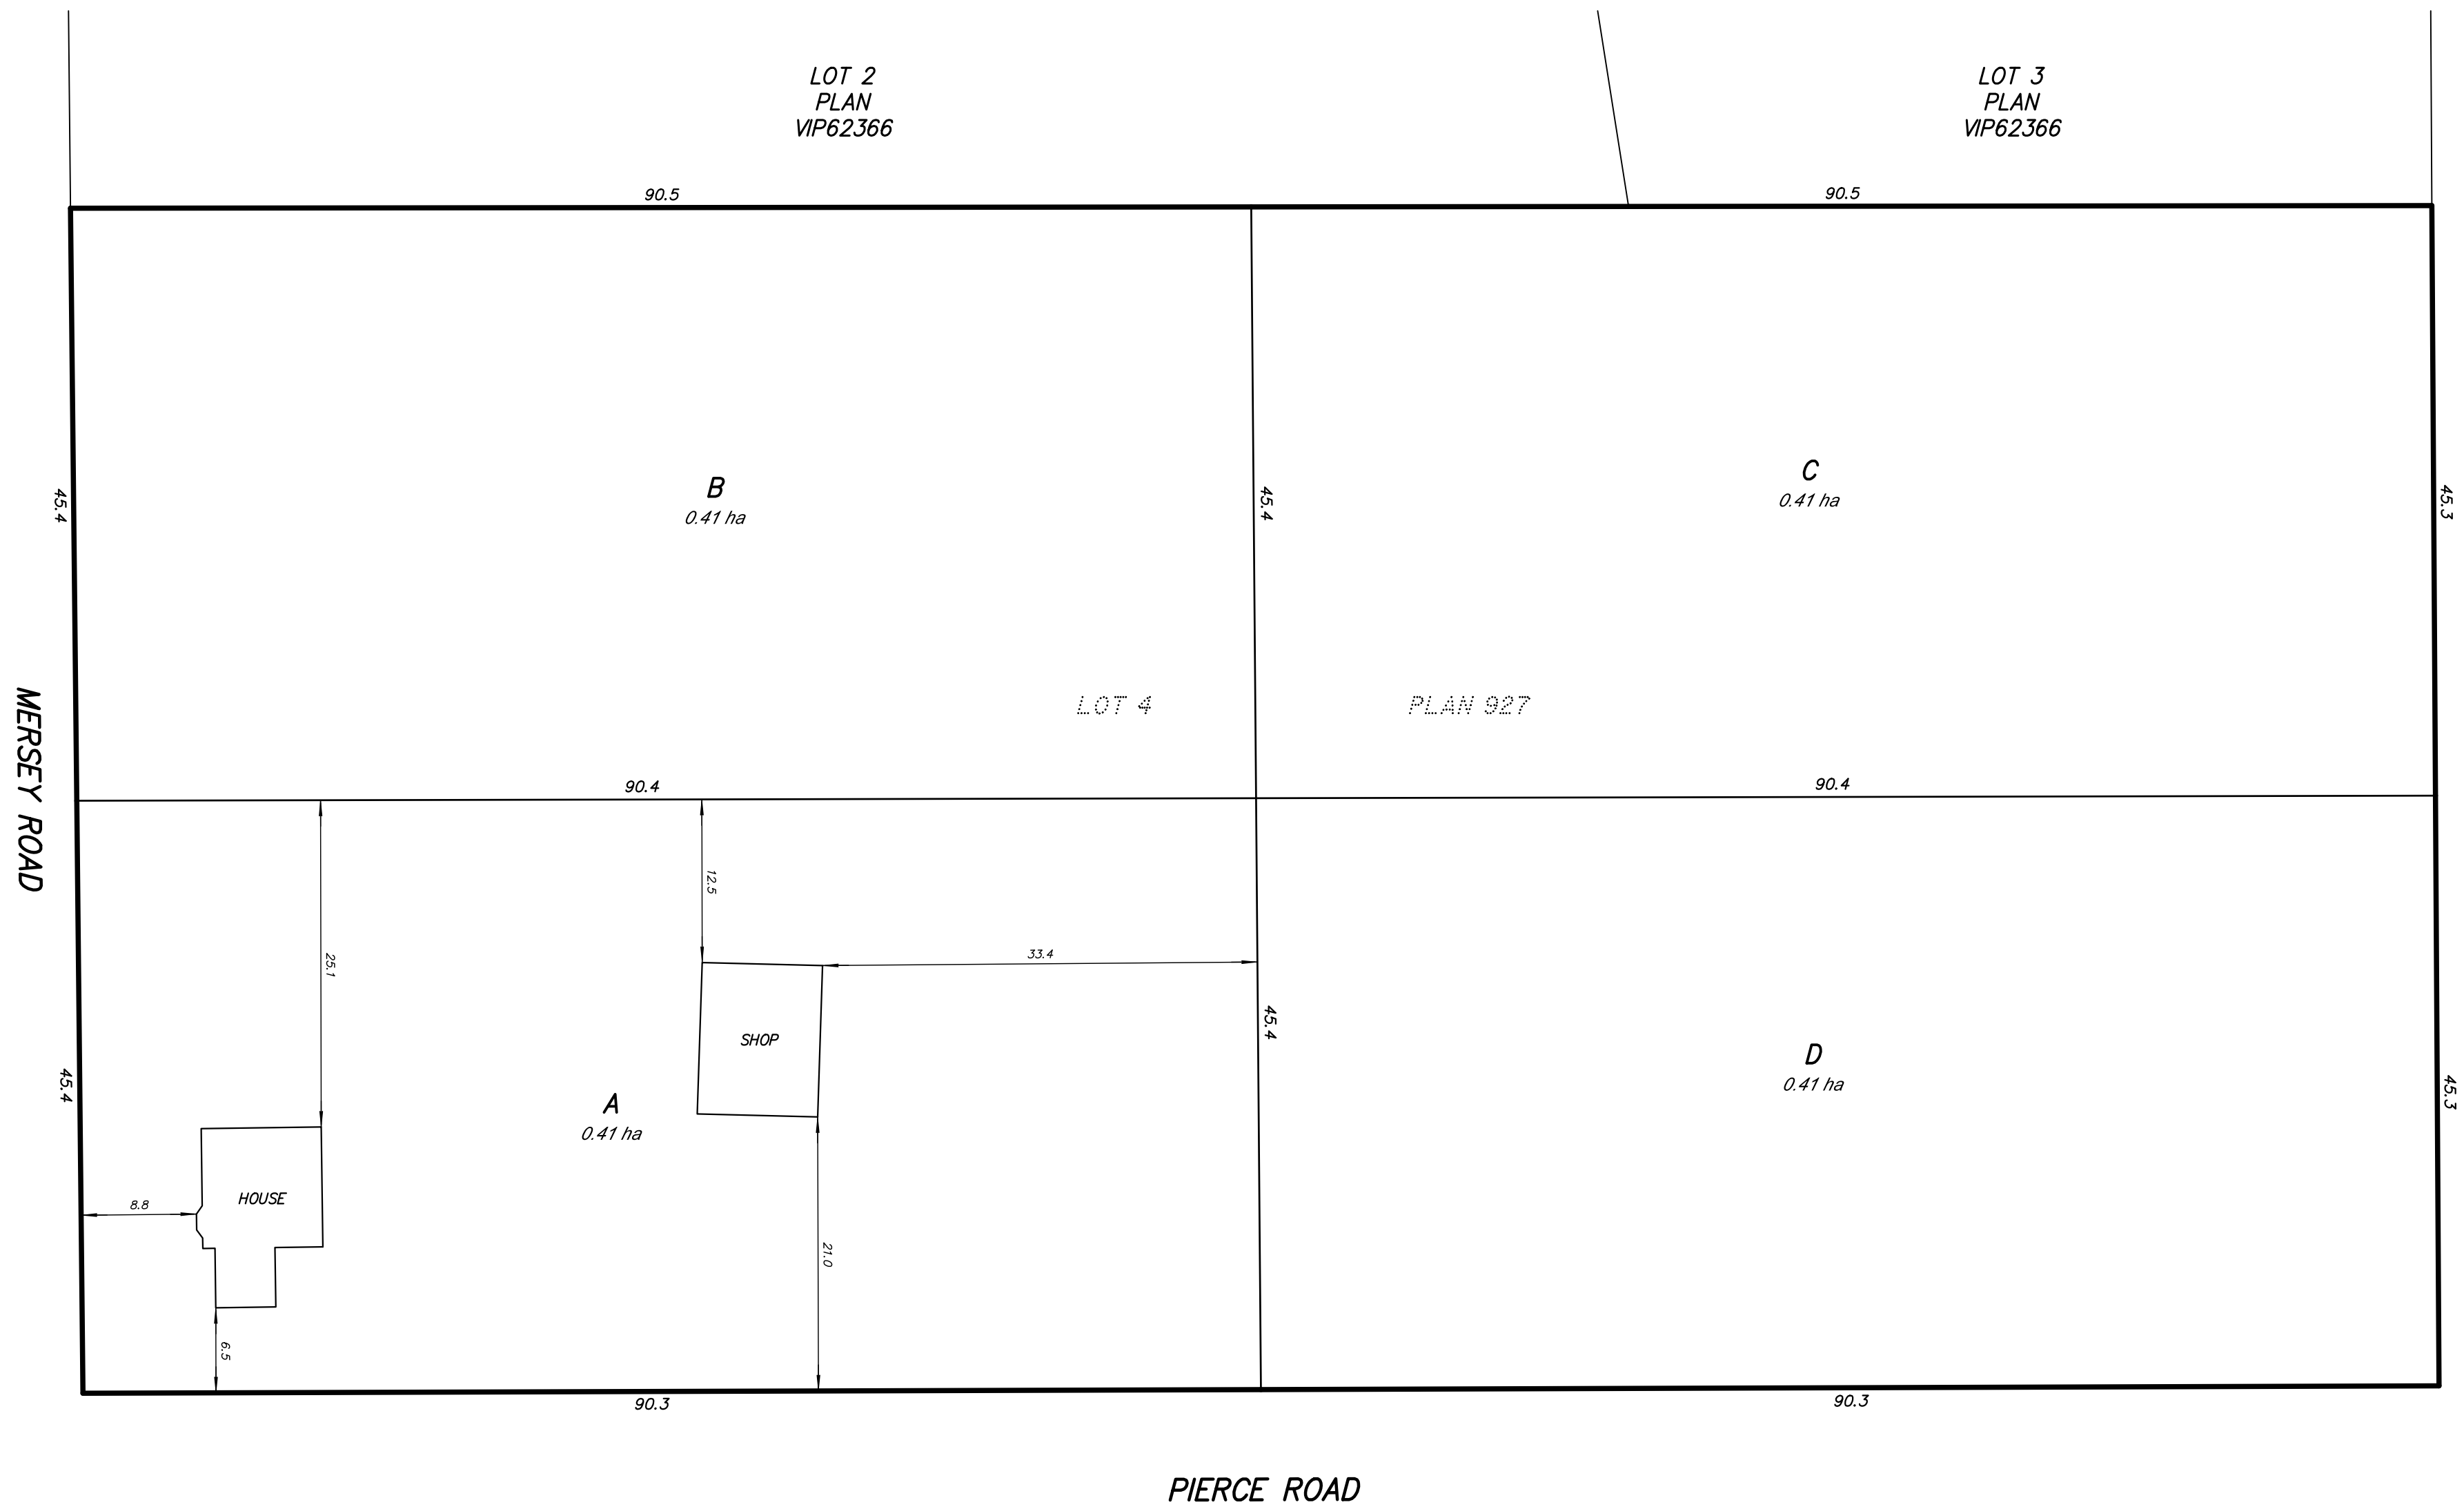 LOT 2
PLAN
VIP62366
LOT 3
PLAN
VIP62366
90.5
90.5
B
0.41 ha
C
0.41 ha
45.4
45.4
45.3
LOT 4
PLAN 927
MERSEY ROAD
90.4
90.4
12.5
25.1
33.4
SHOP
45.4
A
0.41 ha
D
0.41 ha
45.4
45.3
HOUSE
8.8
21.0
6.5
90.3
90.3
PIERCE ROAD